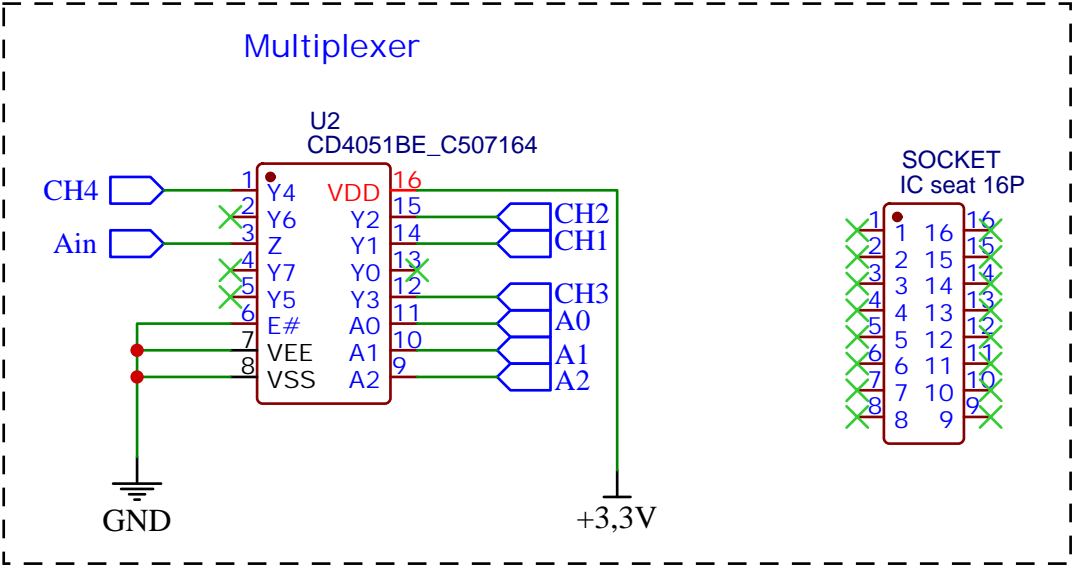 Multiplexer
U2
CD4051BE_C507164
CH4
1 Y4 VDD 16
2 Y6 Y2 15 CH2
Ain 3 Z Y1 14 CH1
4 Y7 Y0 13
5 Y5 Y3 12 CH3
6 E# A0 11 A0
7 VEE A1 10 A1
8 VSS A2 9 A2
GND
+3,3V
SOCKET
IC seat 16P
1 1 16 16
2 2 15 15
3 3 14 14
4 4 13 13
5 5 12 12
6 6 11 11
7 7 10 10
8 8 9 9